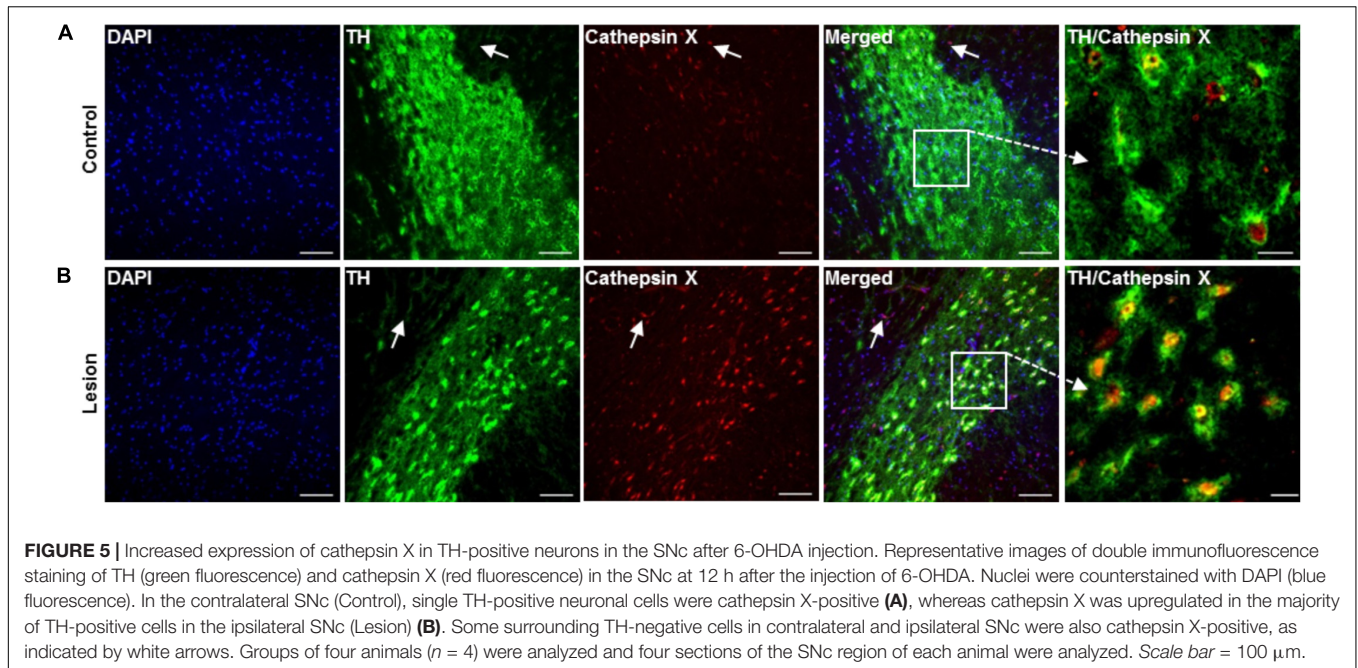 A
DAPI
TH
Cathepsin X
Merged
TH/Cathepsin X
Control
B
DAPI
TH
Cathepsin X
Merged
TH/Cathepsin X
Lesion
FIGURE 5 | Increased expression of cathepsin X in TH-positive neurons in the SNc after 6-OHDA injection. Representative images of double immunofluorescence
staining of TH (green fluorescence) and cathepsin X (red fluorescence) in the SNc at 12 h after the injection of 6-OHDA. Nuclei were counterstained with DAPI (blue
fluorescence). In the contralateral SNc (Control), single TH-positive neuronal cells were cathepsin X-positive (A), whereas cathepsin X was upregulated in the majority
of TH-positive cells in the ipsilateral SNc (Lesion) (B). Some surrounding TH-negative cells in contralateral and ipsilateral SNc were also cathepsin X-positive, as
indicated by white arrows. Groups of four animals (n = 4) were analyzed and four sections of the SNc region of each animal were analyzed. Scale bar = 100 μm.